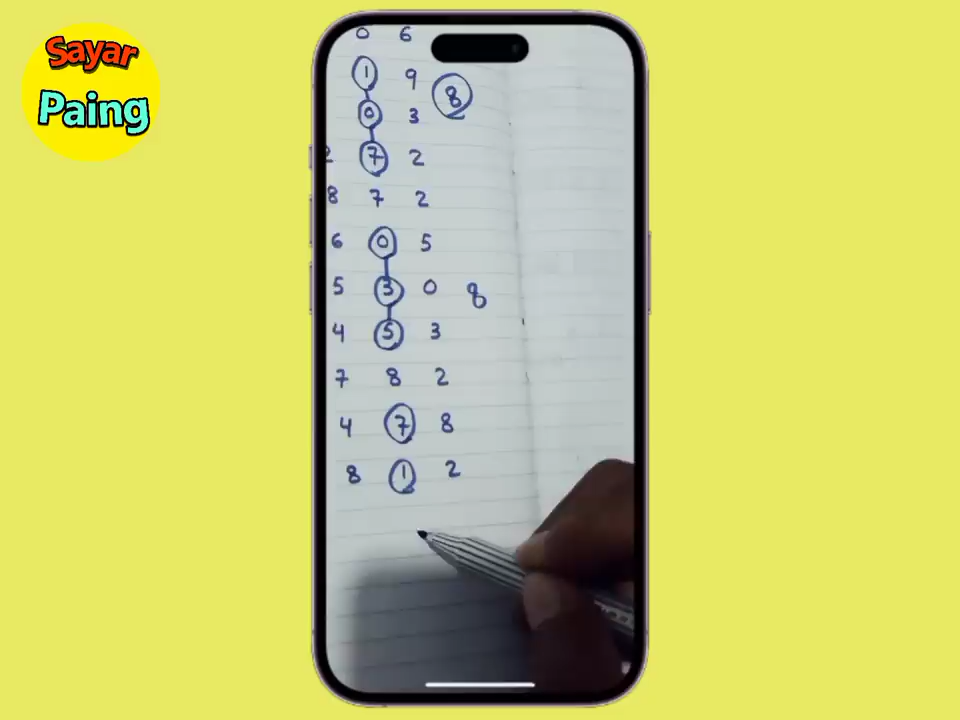 Sayar
Paing
0 6
1 9 8
0 3
2 7 2
8 7 2
6 0 5
5 3 0 8
4 5 3
7 8 2
4 7 8
8 1 2